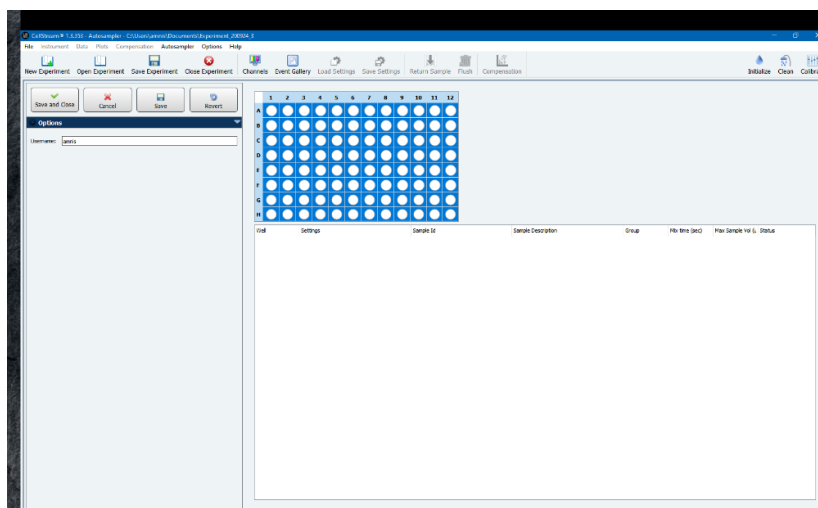 CellStream® 1.3.353 - Autosampler - C:\Users\amnis\Documents\Experiment_200924_3
File Instrument Data Plots Compensation Autosampler Options Help
New Experiment Open Experiment Save Experiment Close Experiment Channels Event Gallery Load Settings Save Settings Return Sample Flush Compensation Initialize Clean Calibra
Save and Close Cancel Save Revert
Options
Username: amnis
1 2 3 4 5 6 7 8 9 10 11 12
A
B
C
D
E
F
G
H
Well Settings Sample Id Sample Description Group Mix time (sec) Max Sample Vol (u Status